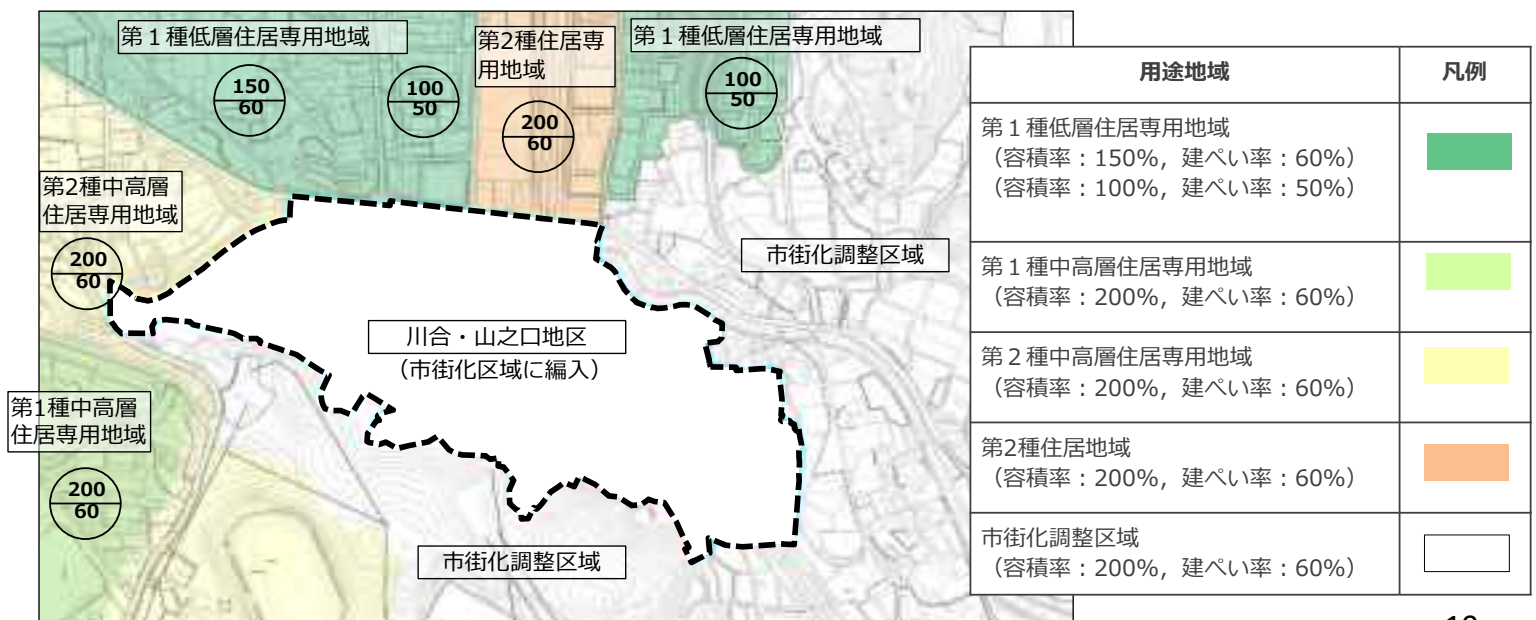 第１種低層住居専用地域
150
60
100
50
第2種住居専
用地域
200
60
第１種低層住居専用地域
100
50
第2種中高層
住居専用地域
200
60
市街化調整区域
川合・山之口地区
（市街化区域に編入）
第1種中高層
住居専用地域
200
60
市街化調整区域
用途地域
凡例
第１種低層住居専用地域
（容積率：150%，建ぺい率：60%）
（容積率：100%，建ぺい率：50%）
第１種中高層住居専用地域
（容積率：200%，建ぺい率：60%）
第２種中高層住居専用地域
（容積率：200%，建ぺい率：60%）
第2種住居地域
（容積率：200%，建ぺい率：60%）
市街化調整区域
（容積率：200%，建ぺい率：60%）